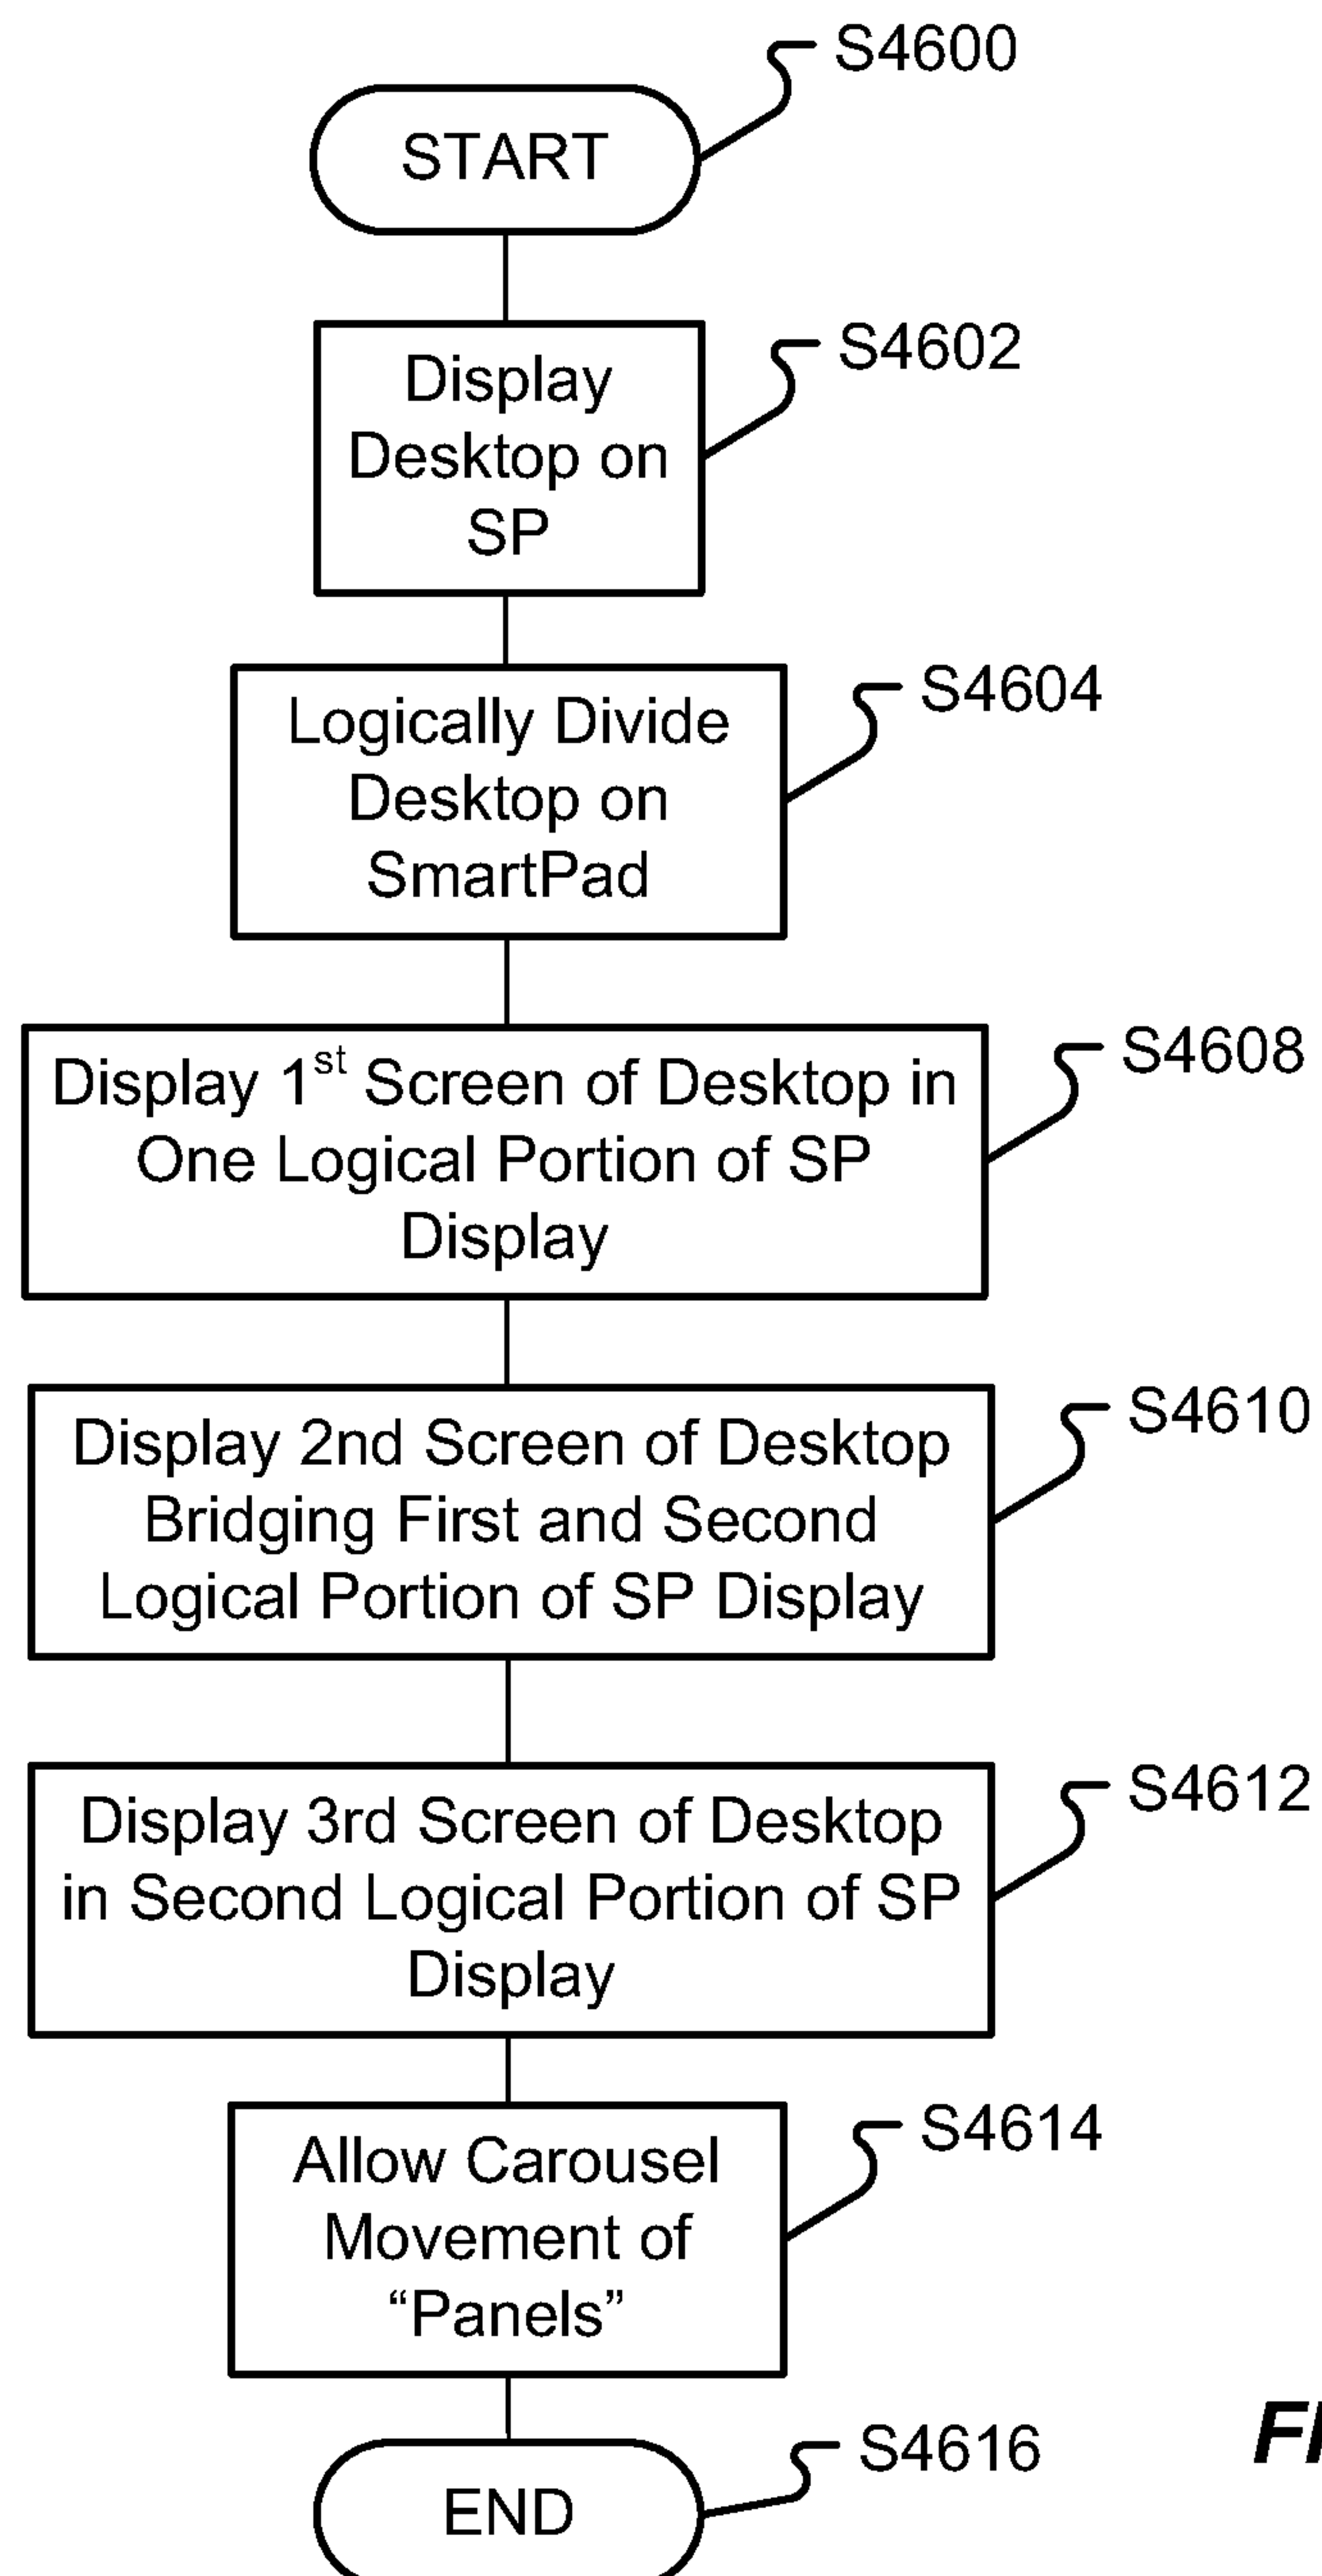 S4600
START
S4602
Display
Desktop on
SP
S4604
Logically Divide
Desktop on
SmartPad
S4608
Display 1st Screen of Desktop in
One Logical Portion of SP
Display
S4610
Display 2nd Screen of Desktop
Bridging First and Second
Logical Portion of SP Display
S4612
Display 3rd Screen of Desktop
in Second Logical Portion of SP
Display
S4614
Allow Carousel
Movement of
“Panels”
S4616
END